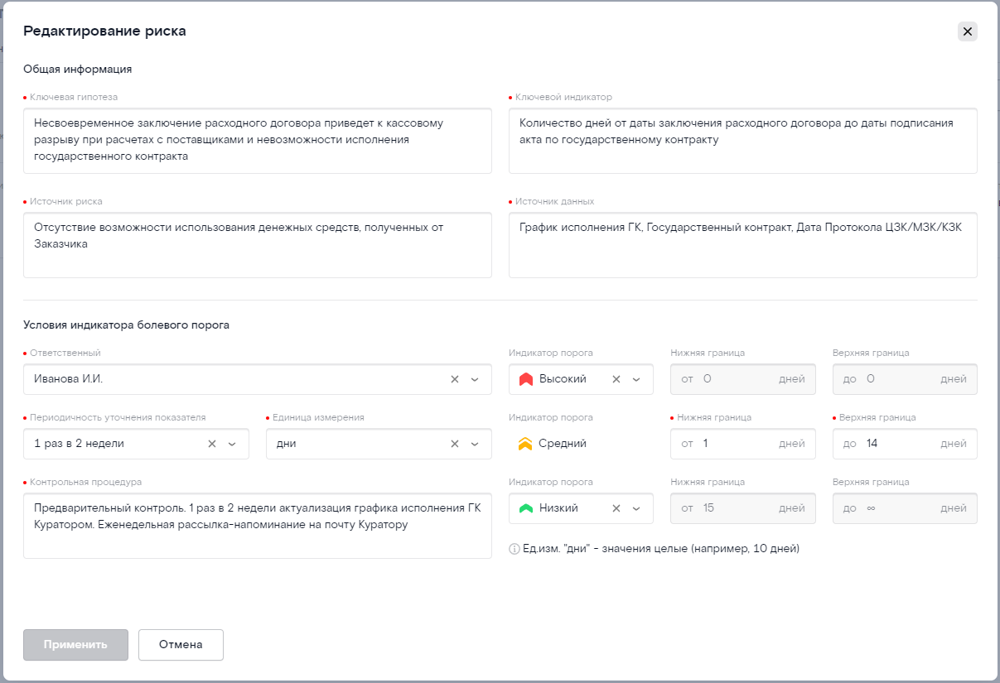 Редактирование риска
Общая информация
Ключевая гипотеза
Ключевой индикатор
Несвоевременное заключение расходного договора приведет к кассовому
разрыву при расчетах с поставщиками и невозможности исполнения
государственного контракта
Количество дней от даты заключения расходного договора до даты подписания
акта по государственному контракту
Источник риска
Источник данных
Отсутствие возможности использования денежных средств, полученных от
Заказчика
График исполнения ГК, Государственный контракт, Дата Протокола ЦЗК/МЗК/КЗК
Условия индикатора болевого порога
Ответственный
Индикатор порога
Нижняя граница
Верхняя граница
Иванова И.И.
Высокий
от 0 дней
до 0 дней
Периодичность уточнения показателя
Единица измерения
Индикатор порога
Нижняя граница
Верхняя граница
1 раз в 2 недели
дни
Средний
от 1 дней
до 14 дней
Контрольная процедура
Индикатор порога
Нижняя граница
Верхняя граница
Предварительный контроль. 1 раз в 2 недели актуализация графика исполнения ГК
Куратором. Еженедельная рассылка-напоминание на почту Куратору
Низкий
от 15 дней
до ∞ дней
Ед.изм. "дни" - значения целые (например, 10 дней)
Применить
Отмена